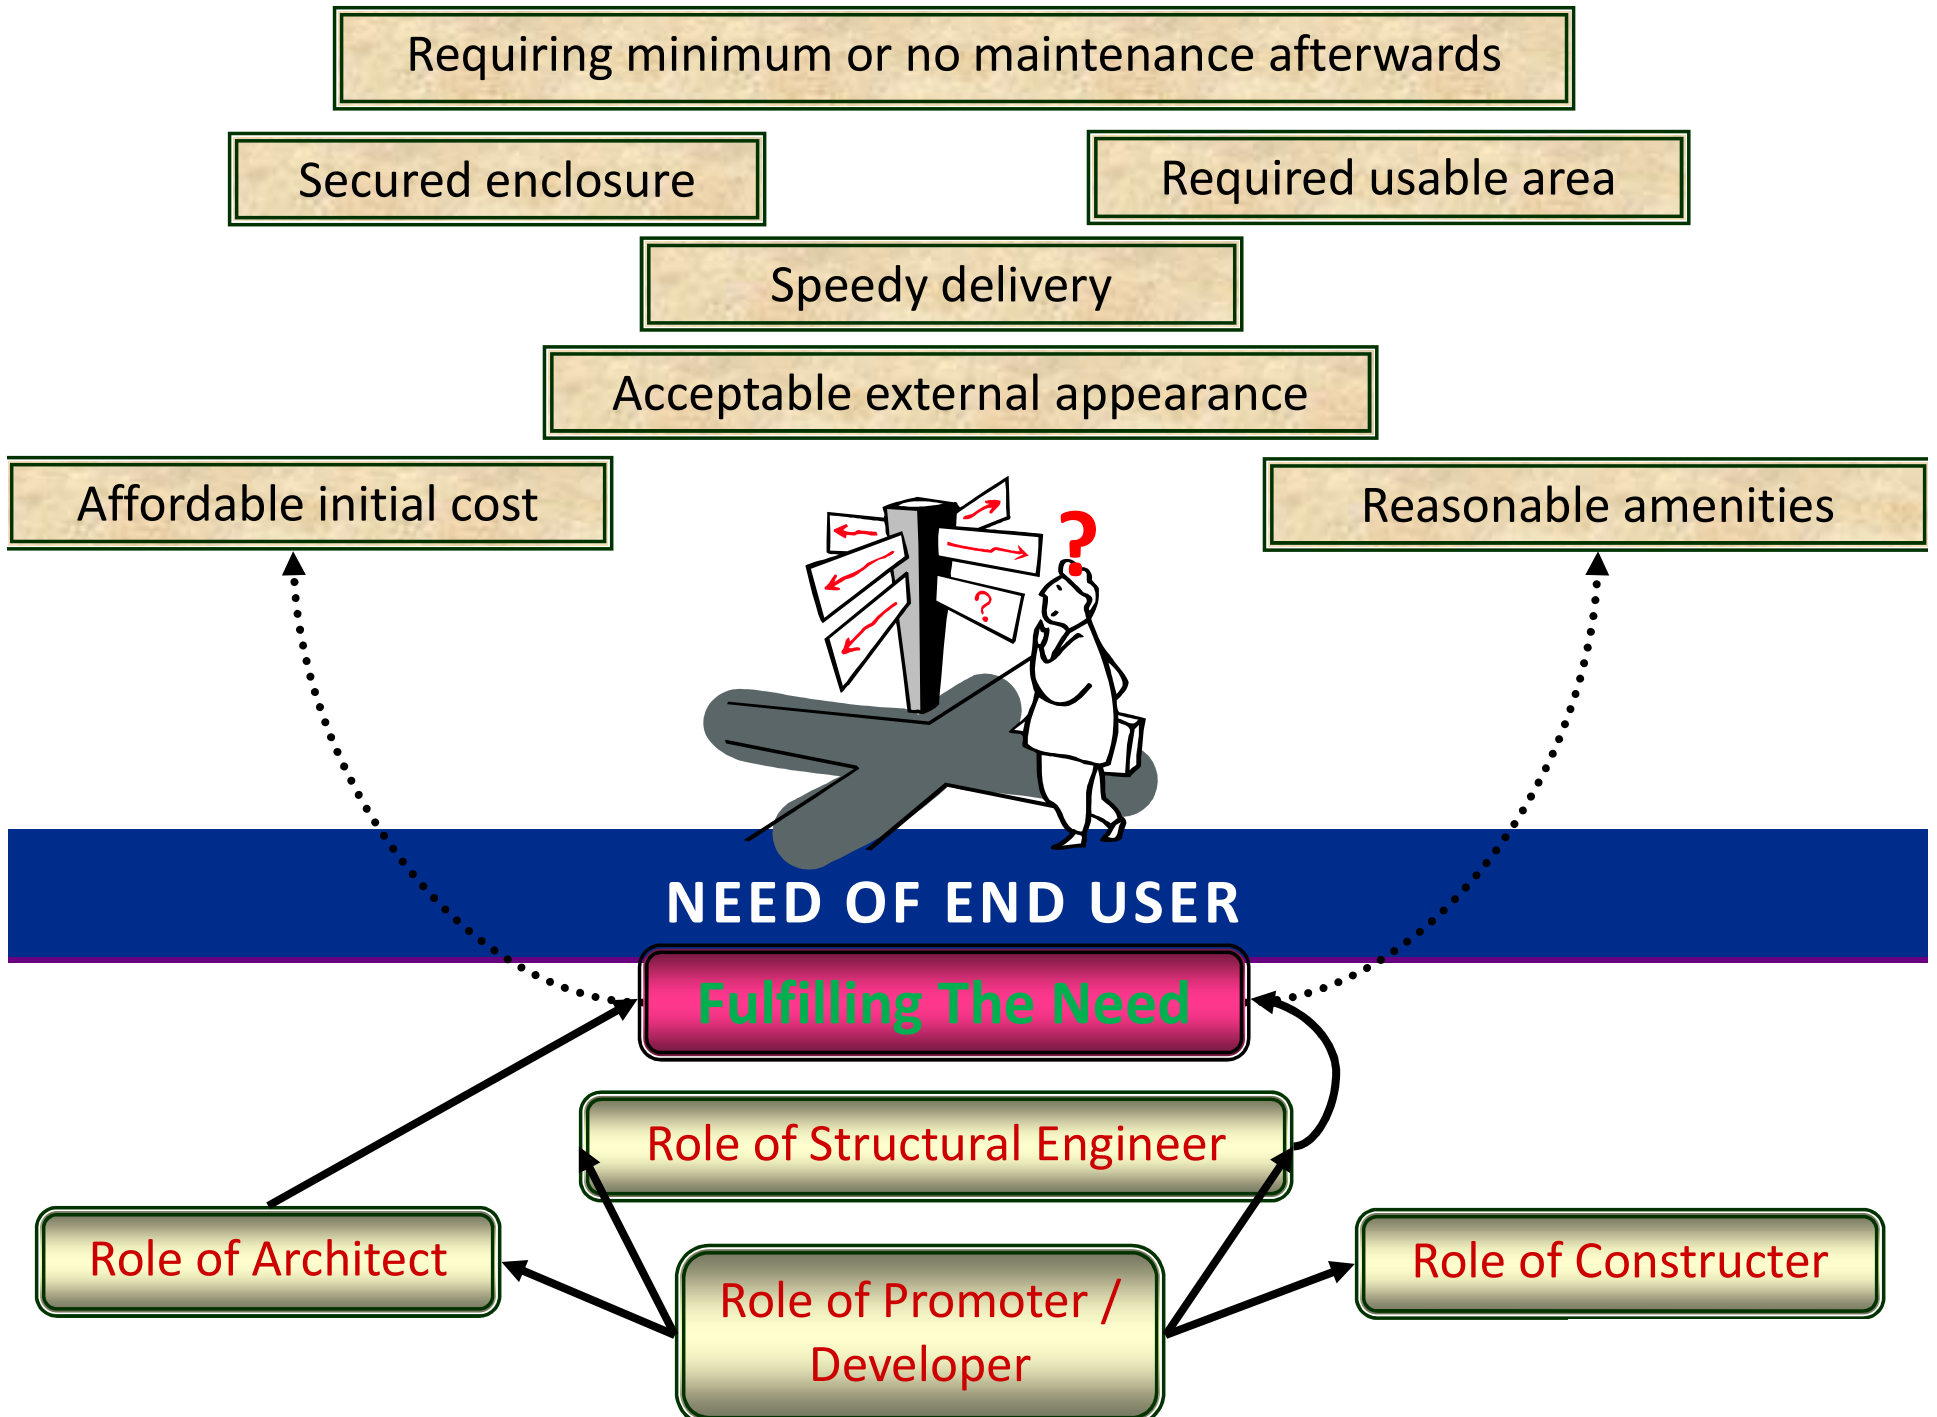 Requiring minimum or no maintenance afterwards
Secured enclosure
Required usable area
Speedy delivery
Acceptable external appearance
Affordable initial cost
Reasonable amenities
?
?
NEED OF END USER
Fulfilling The Need
Role of Structural Engineer
Role of Architect
Role of Constructer
Role of Promoter /
Developer